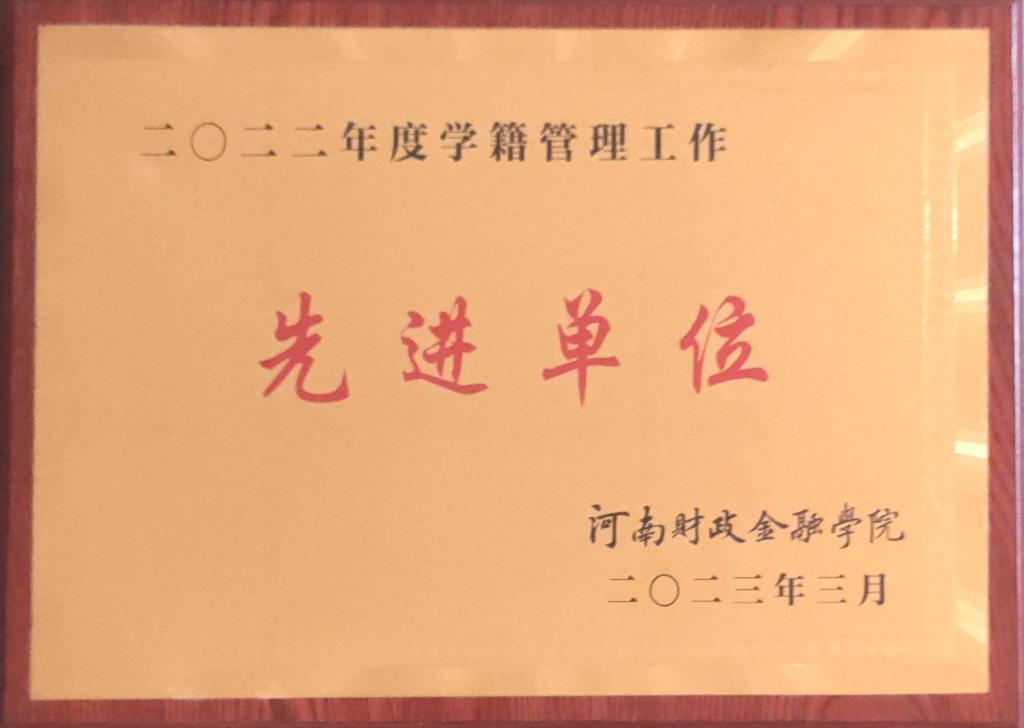 二〇二二年度学籍管理工作
先进单位
河南财政金融學院
二〇二三年三月